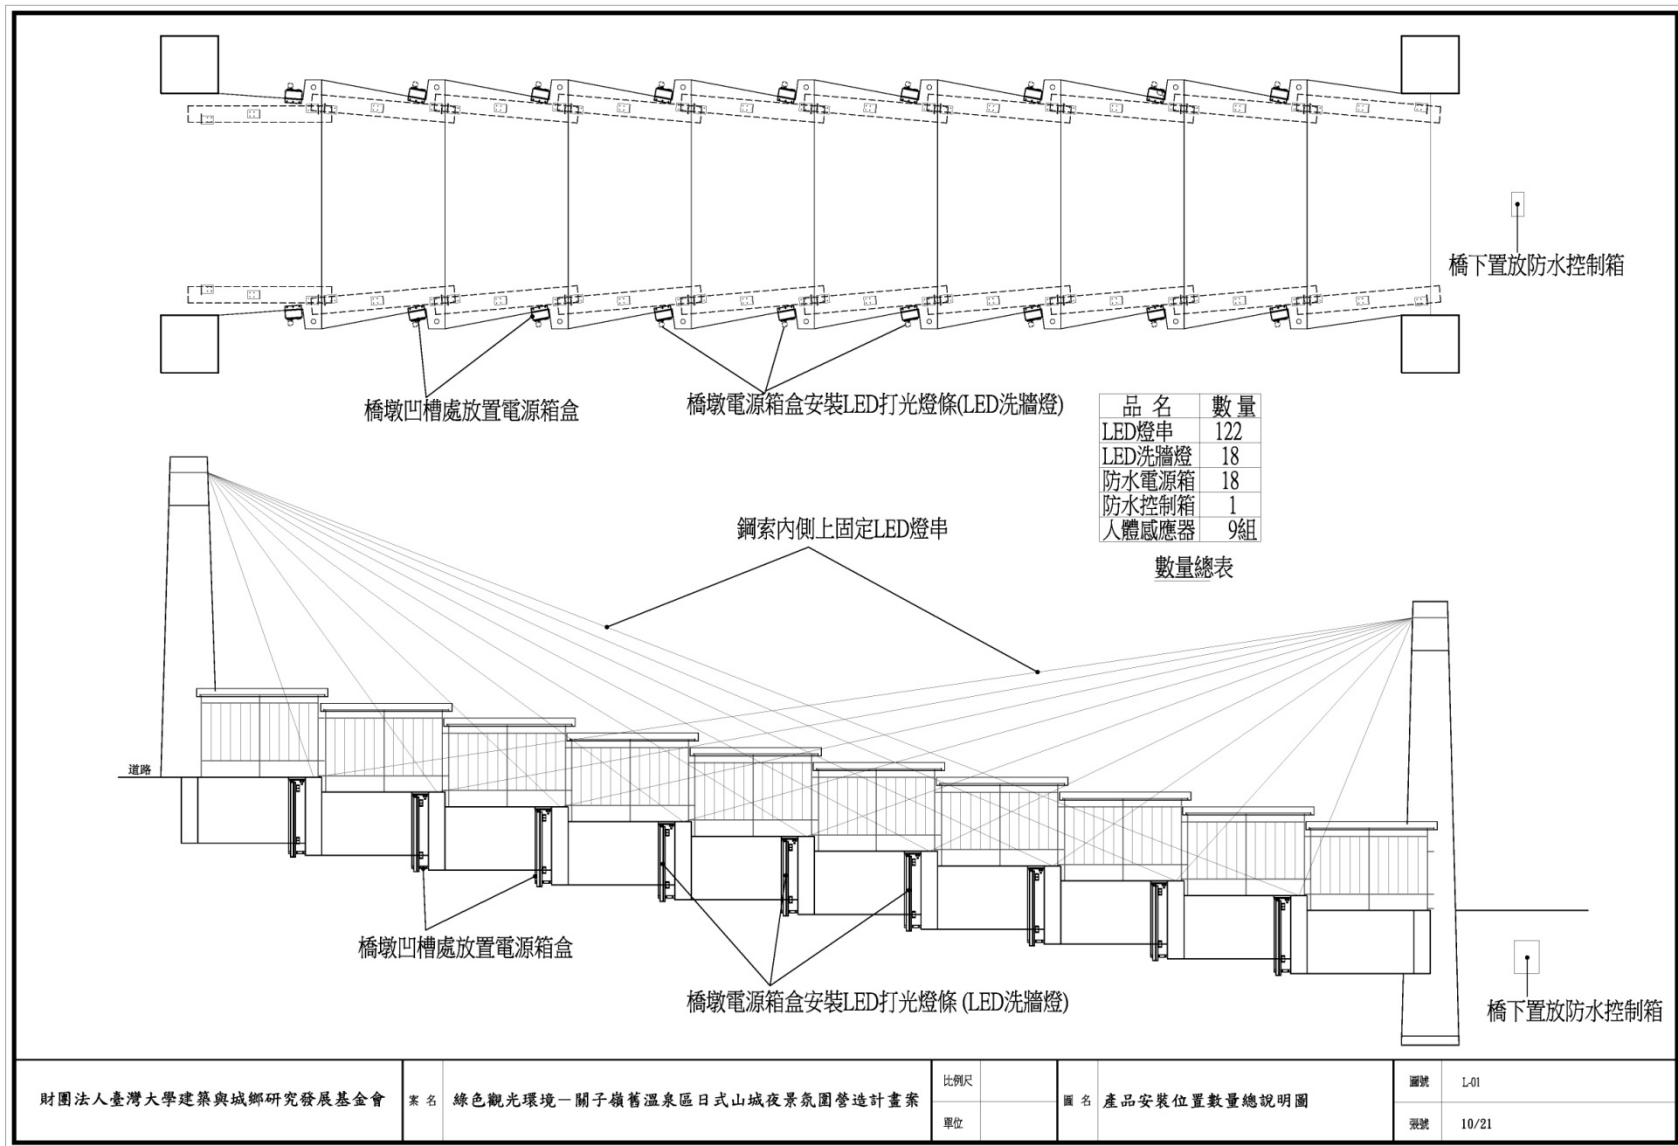 橋下置放防水控制箱
橋墩凹槽處放置電源箱盒
橋墩電源箱盒安裝LED打光燈條(LED洗牆燈)
品 名 數 量
LED燈串 122
LED洗牆燈 18
防水電源箱 18
防水控制箱 1
人體感應器 9組
數量總表
鋼索內側上固定LED燈串
道路
橋墩凹槽處放置電源箱盒
橋墩電源箱盒安裝LED打光燈條 (LED洗牆燈)
橋下置放防水控制箱
財團法人臺灣大學建築與城鄉研究發展基金會
案 名 綠色觀光環境－關子嶺舊溫泉區日式山城夜景氛圍營造計畫案
比例尺
單位
圖 名 產品安裝位置數量總說明圖
圖號 L-01
張號 10/21